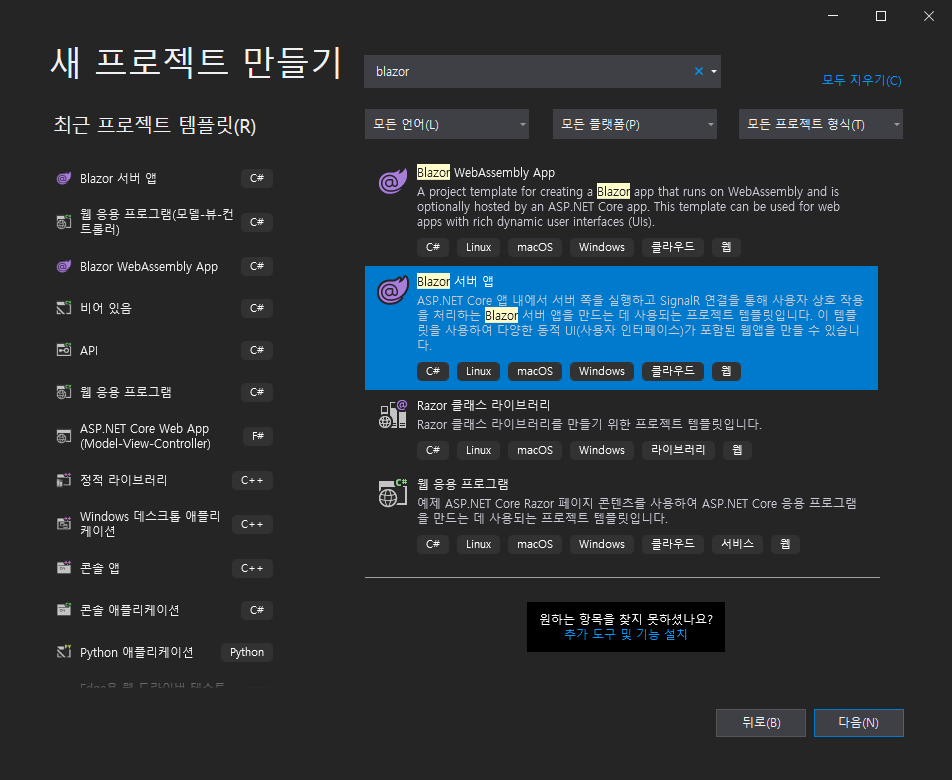 새 프로젝트 만들기
blazor
모두 지우기(C)
최근 프로젝트 템플릿(R)
모든 언어(L)
모든 플랫폼(P)
모든 프로젝트 형식(T)
Blazor 서버 앱 C#
웹 응용 프로그램(모델-뷰-컨
트롤러) C#
Blazor WebAssembly App C#
비어 있음 C#
API C#
웹 응용 프로그램 C#
ASP.NET Core Web App
(Model-View-Controller) F#
정적 라이브러리 C++
Windows 데스크톱 애플리
케이션 C++
콘솔 앱 C++
콘솔 애플리케이션 C#
Python 애플리케이션 Python
Edge용 웹 드라이버 테스트
Blazor WebAssembly App
A project template for creating a Blazor app that runs on WebAssembly and is
optionally hosted by an ASP.NET Core app. This template can be used for web
apps with rich dynamic user interfaces (UIs).
C# Linux macOS Windows 클라우드 웹
Blazor 서버 앱
ASP.NET Core 앱 내에서 서버 쪽을 실행하고 SignalR 연결을 통해 사용자 상호 작용
을 처리하는 Blazor 서버 앱을 만드는 데 사용되는 프로젝트 템플릿입니다. 이 템플
릿을 사용하여 다양한 동적 UI(사용자 인터페이스)가 포함된 웹앱을 만들 수 있습니
다.
C# Linux macOS Windows 클라우드 웹
Razor 클래스 라이브러리
Razor 클래스 라이브러리를 만들기 위한 프로젝트 템플릿입니다.
C# Linux macOS Windows 라이브러리 웹
웹 응용 프로그램
예제 ASP.NET Core Razor 페이지 콘텐츠를 사용하여 ASP.NET Core 응용 프로그램
을 만드는 데 사용되는 프로젝트 템플릿입니다.
C# Linux macOS Windows 클라우드 서비스 웹
원하는 항목을 찾지 못하셨나요?
추가 도구 및 기능 설치
뒤로(B)
다음(N)